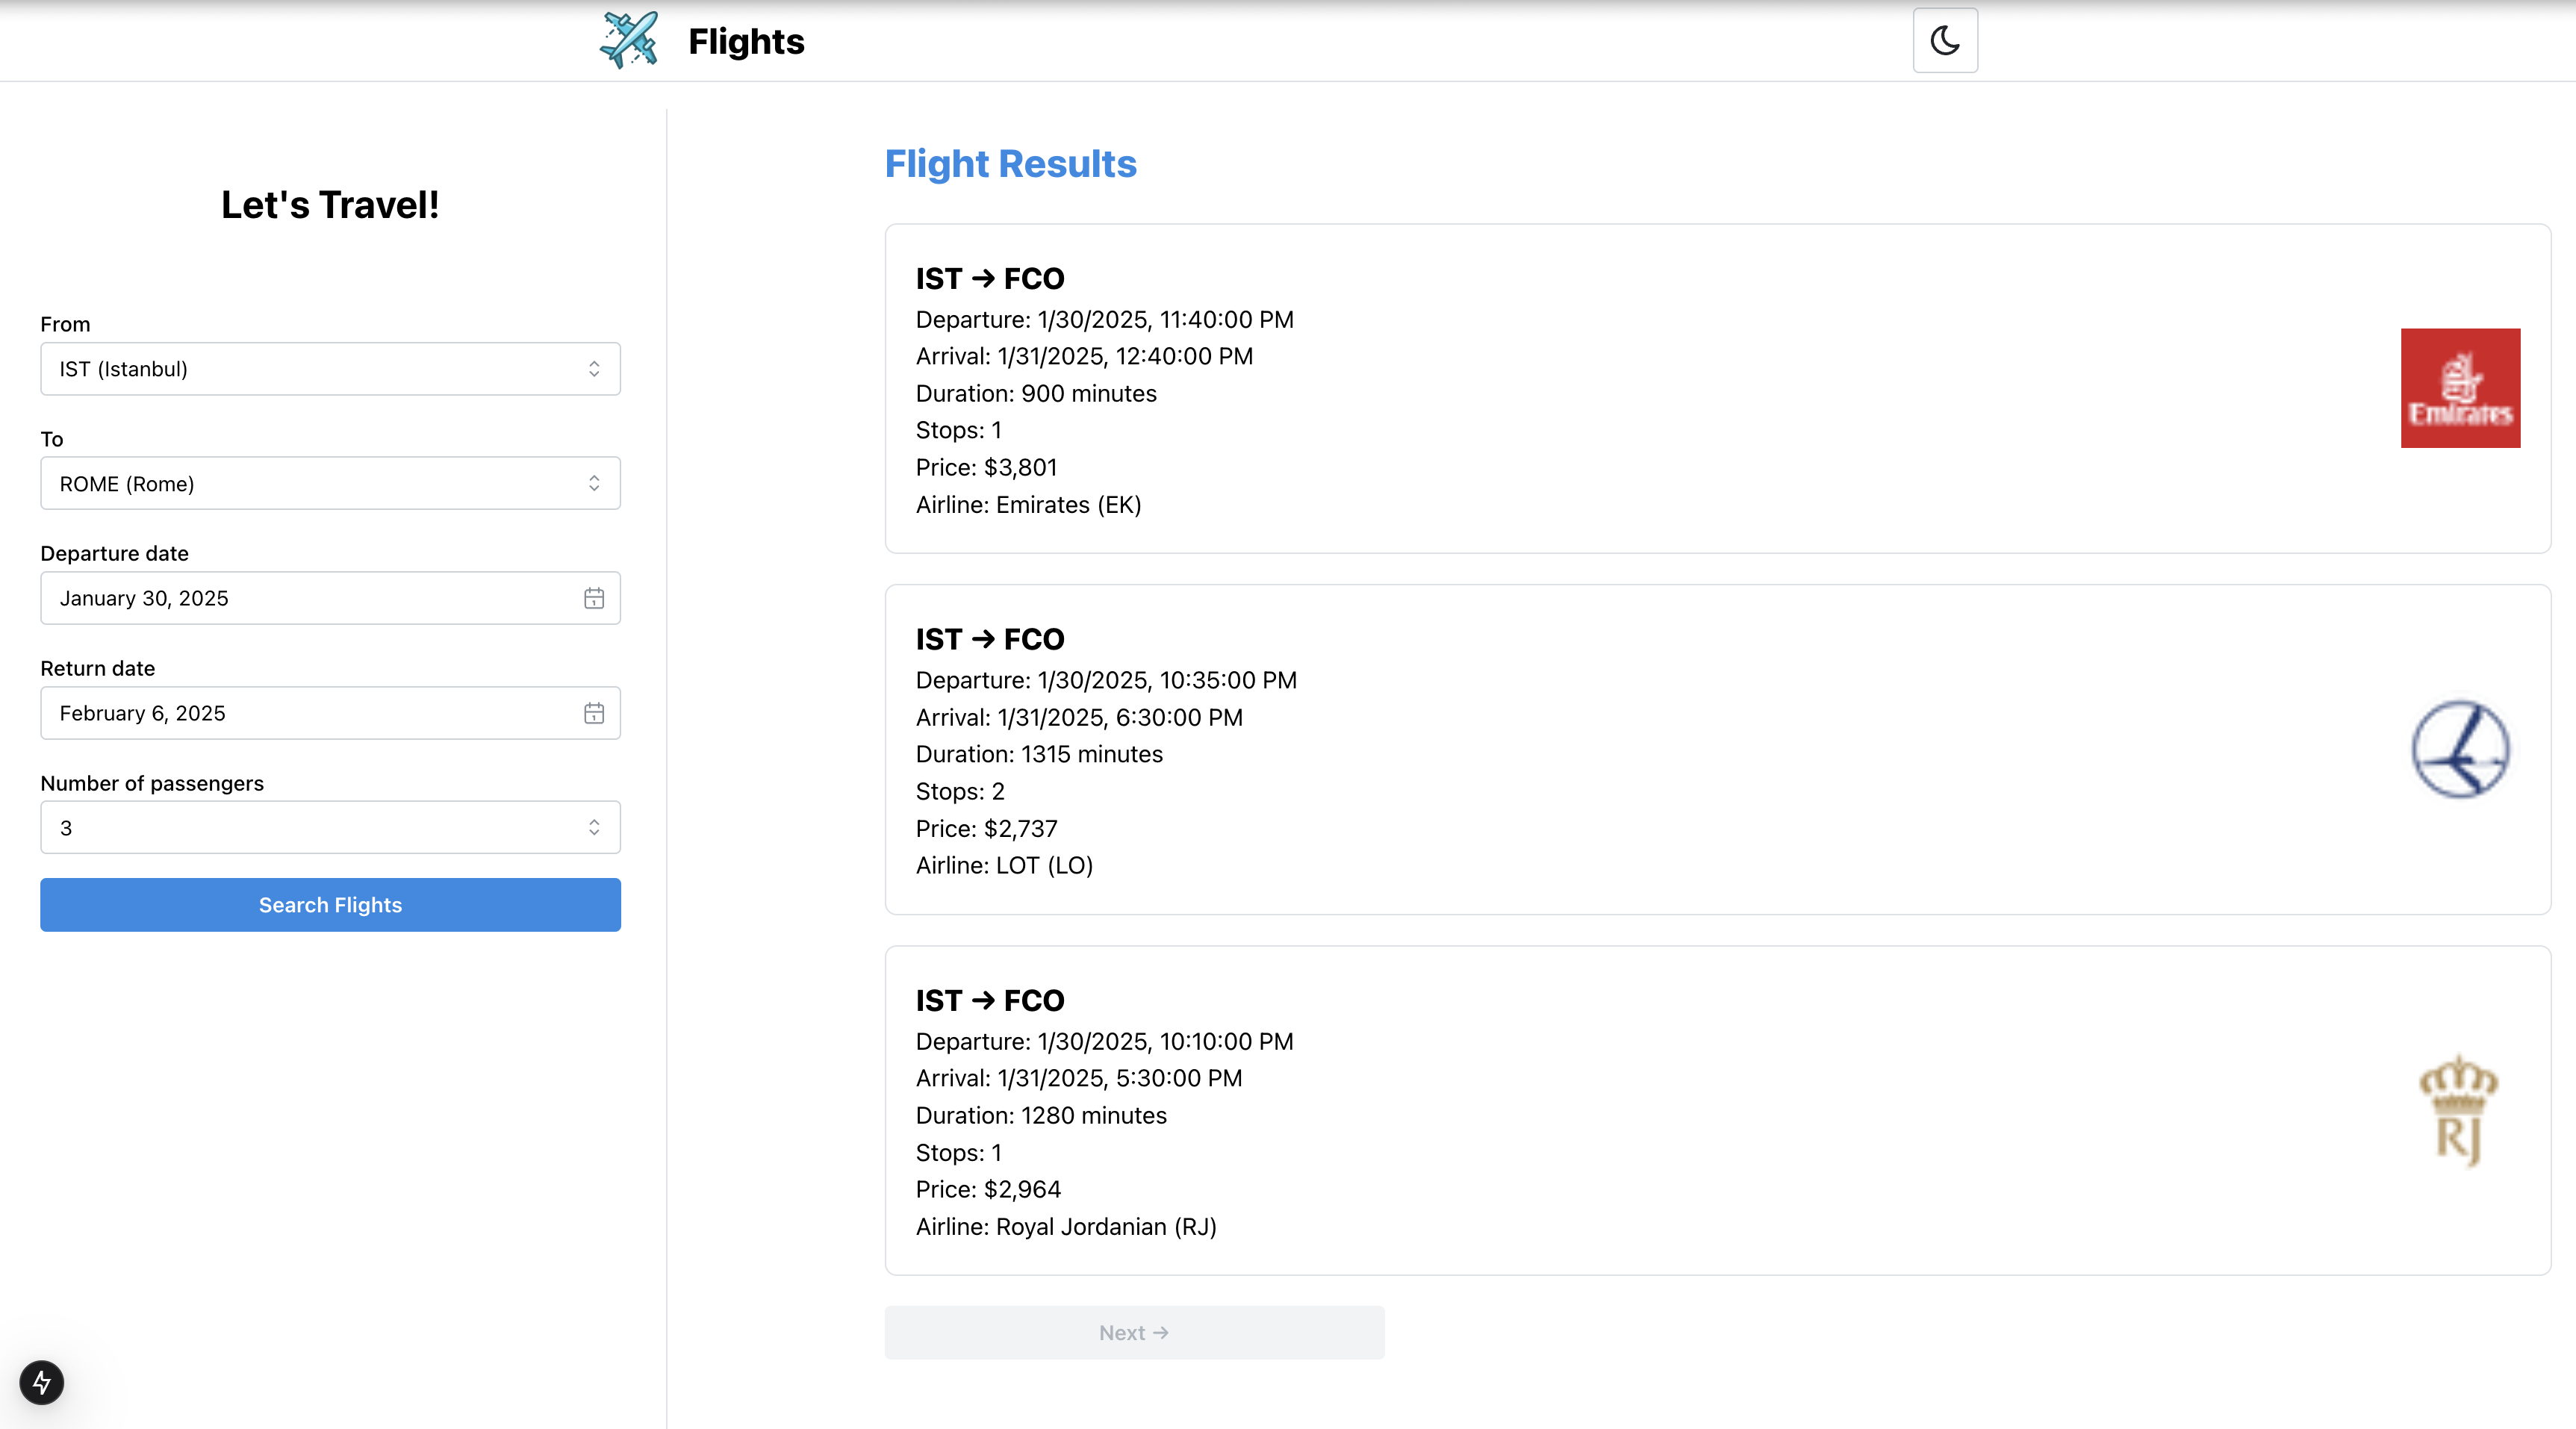 Flights
Let's Travel!
From
IST (Istanbul)
To
ROME (Rome)
Departure date
January 30, 2025
Return date
February 6, 2025
Number of passengers
3
Search Flights
Flight Results
IST → FCO
Departure: 1/30/2025, 11:40:00 PM
Arrival: 1/31/2025, 12:40:00 PM
Duration: 900 minutes
Stops: 1
Price: $3,801
Airline: Emirates (EK)
Emirates
IST → FCO
Departure: 1/30/2025, 10:35:00 PM
Arrival: 1/31/2025, 6:30:00 PM
Duration: 1315 minutes
Stops: 2
Price: $2,737
Airline: LOT (LO)
IST → FCO
Departure: 1/30/2025, 10:10:00 PM
Arrival: 1/31/2025, 5:30:00 PM
Duration: 1280 minutes
Stops: 1
Price: $2,964
Airline: Royal Jordanian (RJ)
RJ
Next →